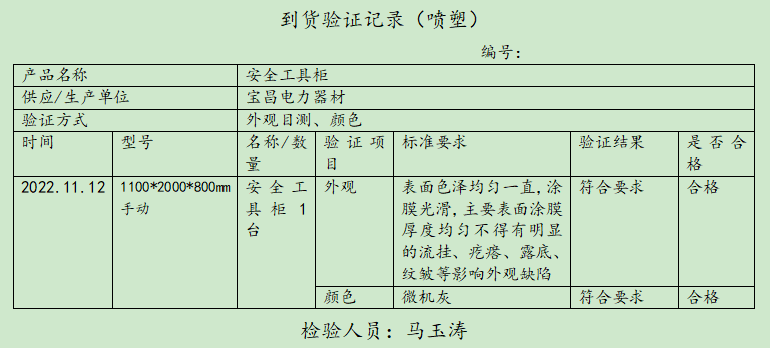 到货验证记录（喷塑）
编号：
产品名称 安全工具柜
供应/生产单位 宝昌电力器材
验证方式 外观目测、颜色
时间 型号 名称/数量 验证项目 标准要求 验证结果 是否合格
2022.11.12 1100*2000*800mm 安全工 外观 表面色泽均匀一直,涂 符合要求 合格
手动 具柜1 膜光滑,主要表面涂膜
台 厚度均匀不得有明显
的流挂、疙瘩、露底、
纹皱等影响外观缺陷
颜色 微机灰 符合要求 合格
检验人员：马玉涛